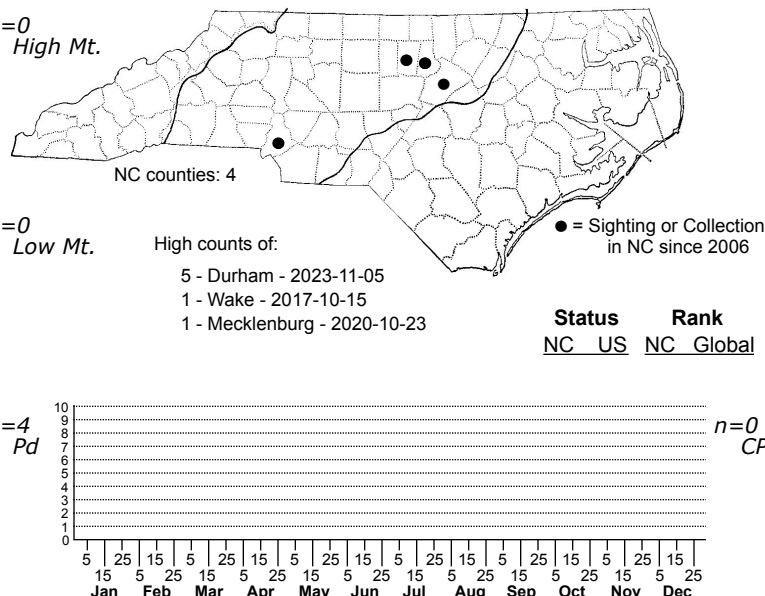 =0
High Mt.
NC counties: 4
=0
Low Mt.
High counts of:
5 - Durham - 2023-11-05
1 - Wake - 2017-10-15
1 - Mecklenburg - 2020-10-23
● = Sighting or Collection
in NC since 2006
Status Rank
NC US NC Global
=4
Pd
n=0
CP
10
9
8
7
6
5
4
3
2
1
0
5 25 15 5 25 15 5 25 15 5 25 15 5 25 15 5 25 15
15 5 25 15 5 25 15 5 25 15 5 25 15 5 25 15 5 25
Jan Feb Mar Apr May Jun Jul Aug Sep Oct Nov Dec